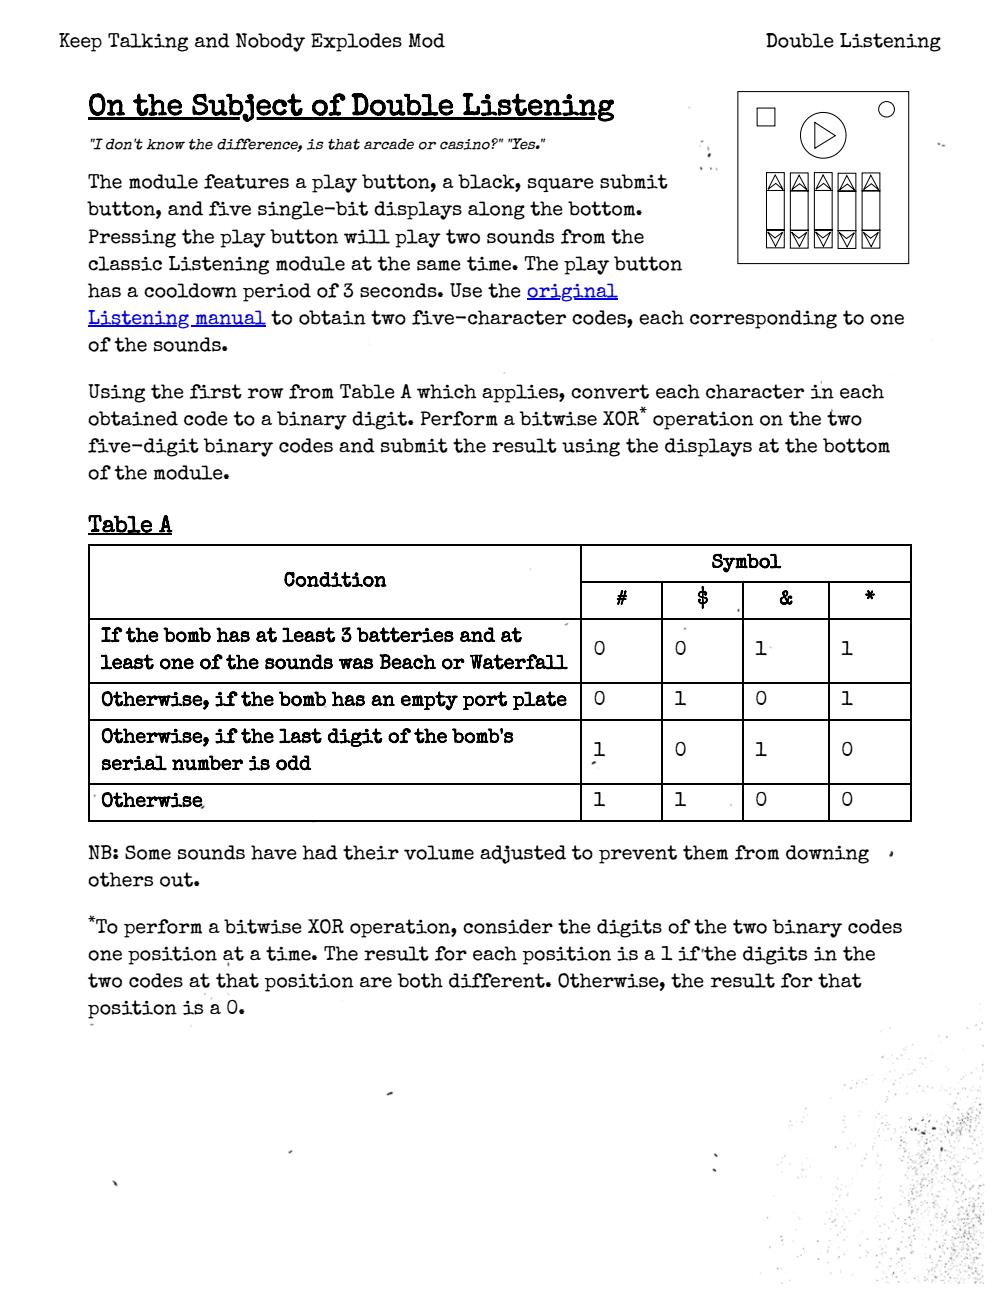 Keep Talking and Nobody Explodes Mod Double Listening
On the Subject of Double Listening
"I don't know the difference, is that arcade or casino?" "Yes."
The module features a play button, a black, square submit
button, and five single-bit displays along the bottom.
Pressing the play button will play two sounds from the
classic Listening module at the same time. The play button
has a cooldown period of 3 seconds. Use the original
Listening manual to obtain two five-character codes, each corresponding to one
of the sounds.
Using the first row from Table A which applies, convert each character in each
obtained code to a binary digit. Perform a bitwise XOR* operation on the two
five-digit binary codes and submit the result using the displays at the bottom
of the module.
Table A
Condition Symbol
# $ & *
If the bomb has at least 3 batteries and at
least one of the sounds was Beach or Waterfall 0 0 1 1
Otherwise, if the bomb has an empty port plate 0 1 0 1
Otherwise, if the last digit of the bomb's
serial number is odd 1 0 1 0
Otherwise 1 1 0 0
NB: Some sounds have had their volume adjusted to prevent them from downing
others out.
*To perform a bitwise XOR operation, consider the digits of the two binary codes
one position at a time. The result for each position is a 1 if the digits in the
two codes at that position are both different. Otherwise, the result for that
position is a 0.